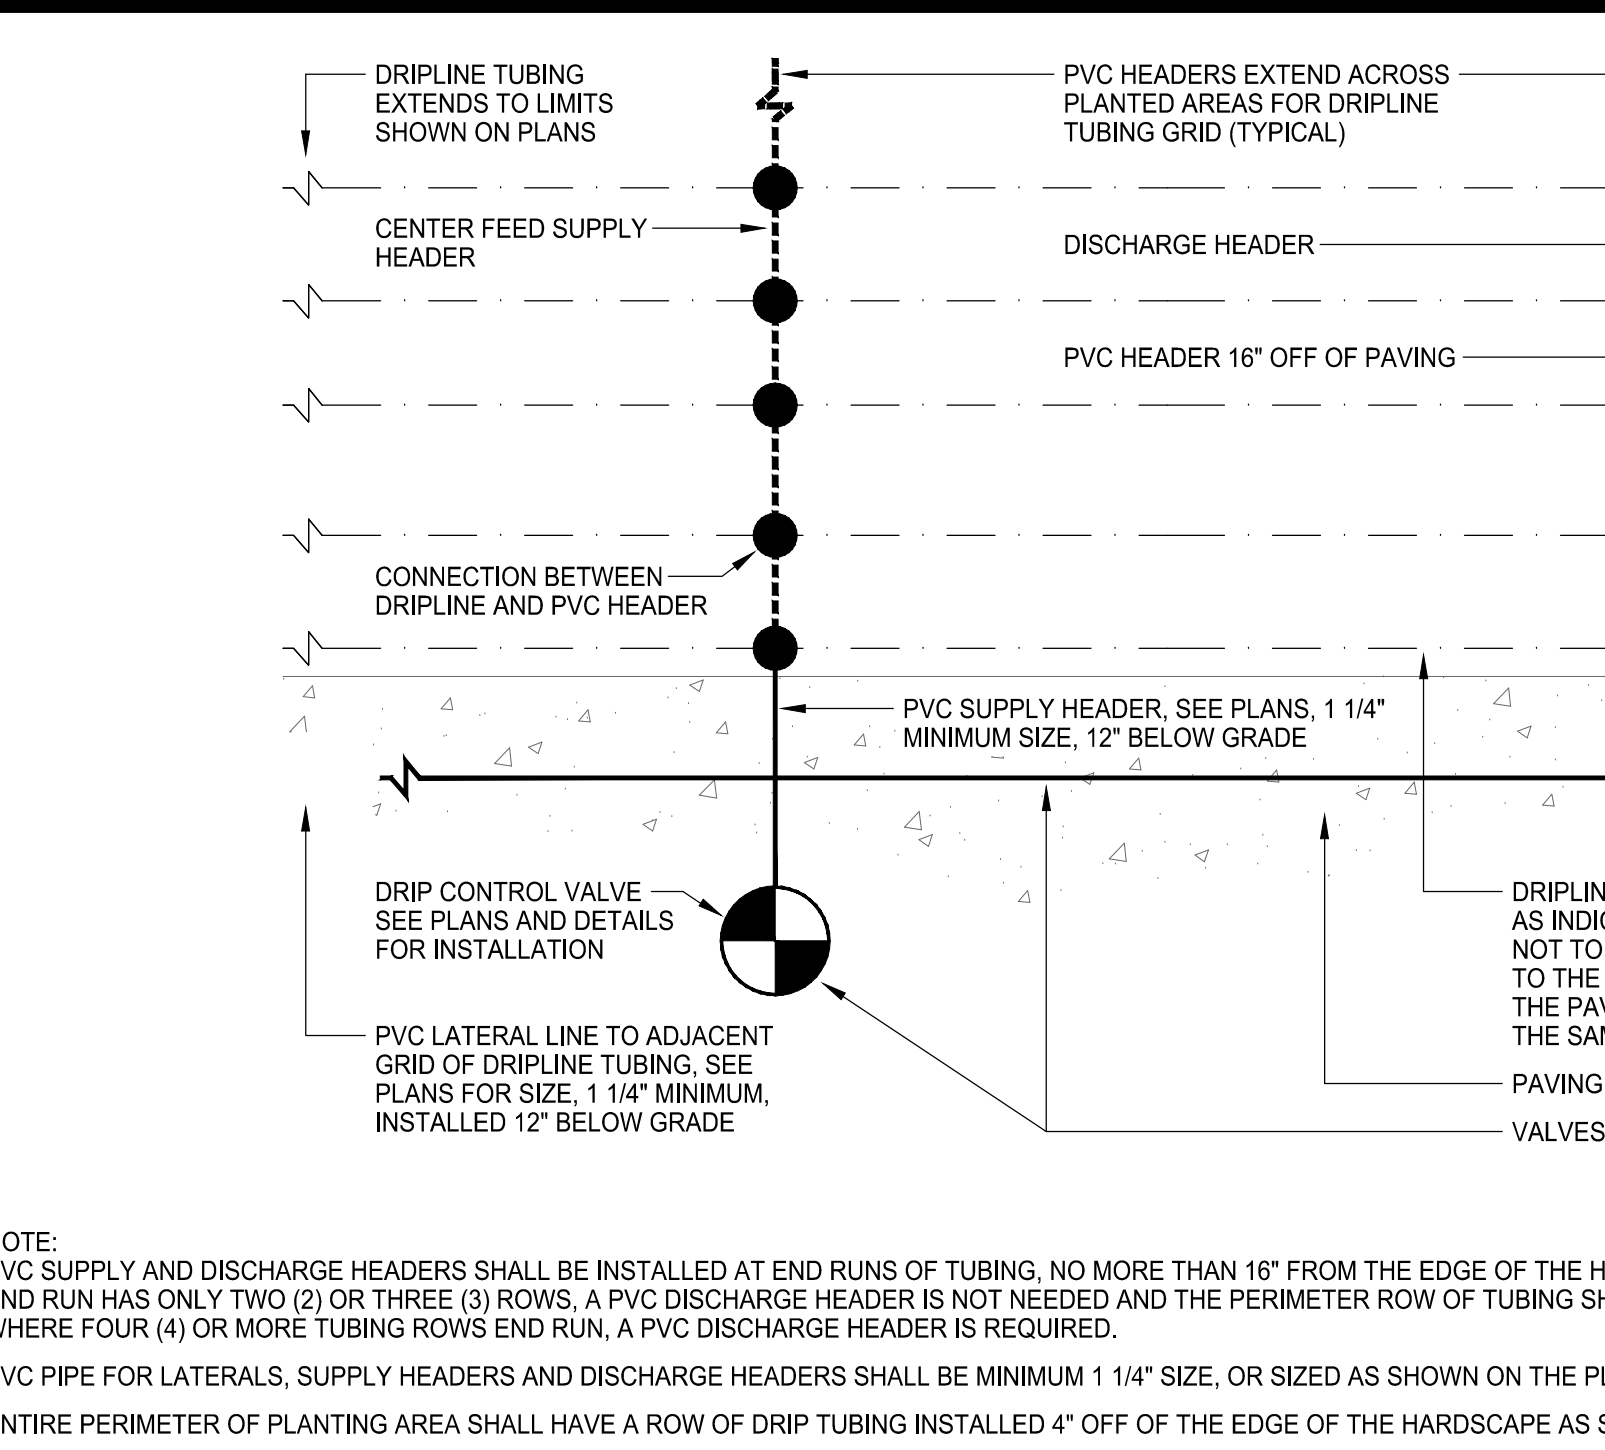 DRIPLINE TUBING
EXTENDS TO LIMITS
SHOWN ON PLANS
PVC HEADERS EXTEND ACROSS
PLANTED AREAS FOR DRIPLINE
TUBING GRID (TYPICAL)
CENTER FEED SUPPLY
HEADER
DISCHARGE HEADER
PVC HEADER 16" OFF OF PAVING
CONNECTION BETWEEN
DRIPLINE AND PVC HEADER
PVC SUPPLY HEADER, SEE PLANS, 1 1/4"
MINIMUM SIZE, 12" BELOW GRADE
DRIP CONTROL VALVE
SEE PLANS AND DETAILS
FOR INSTALLATION
PVC LATERAL LINE TO ADJACENT
GRID OF DRIPLINE TUBING, SEE
PLANS FOR SIZE, 1 1/4" MINIMUM,
INSTALLED 12" BELOW GRADE
DRIPLIN
AS INDI
NOT TO
TO THE
THE PAV
THE SAM
PAVING
VALVES
OTE:
VC SUPPLY AND DISCHARGE HEADERS SHALL BE INSTALLED AT END RUNS OF TUBING, NO MORE THAN 16" FROM THE EDGE OF THE H
ND RUN HAS ONLY TWO (2) OR THREE (3) ROWS, A PVC DISCHARGE HEADER IS NOT NEEDED AND THE PERIMETER ROW OF TUBING SH
HERE FOUR (4) OR MORE TUBING ROWS END RUN, A PVC DISCHARGE HEADER IS REQUIRED.
VC PIPE FOR LATERALS, SUPPLY HEADERS AND DISCHARGE HEADERS SHALL BE MINIMUM 1 1/4" SIZE, OR SIZED AS SHOWN ON THE PL
NTIRE PERIMETER OF PLANTING AREA SHALL HAVE A ROW OF DRIP TUBING INSTALLED 4" OFF OF THE EDGE OF THE HARDSCAPE AS S